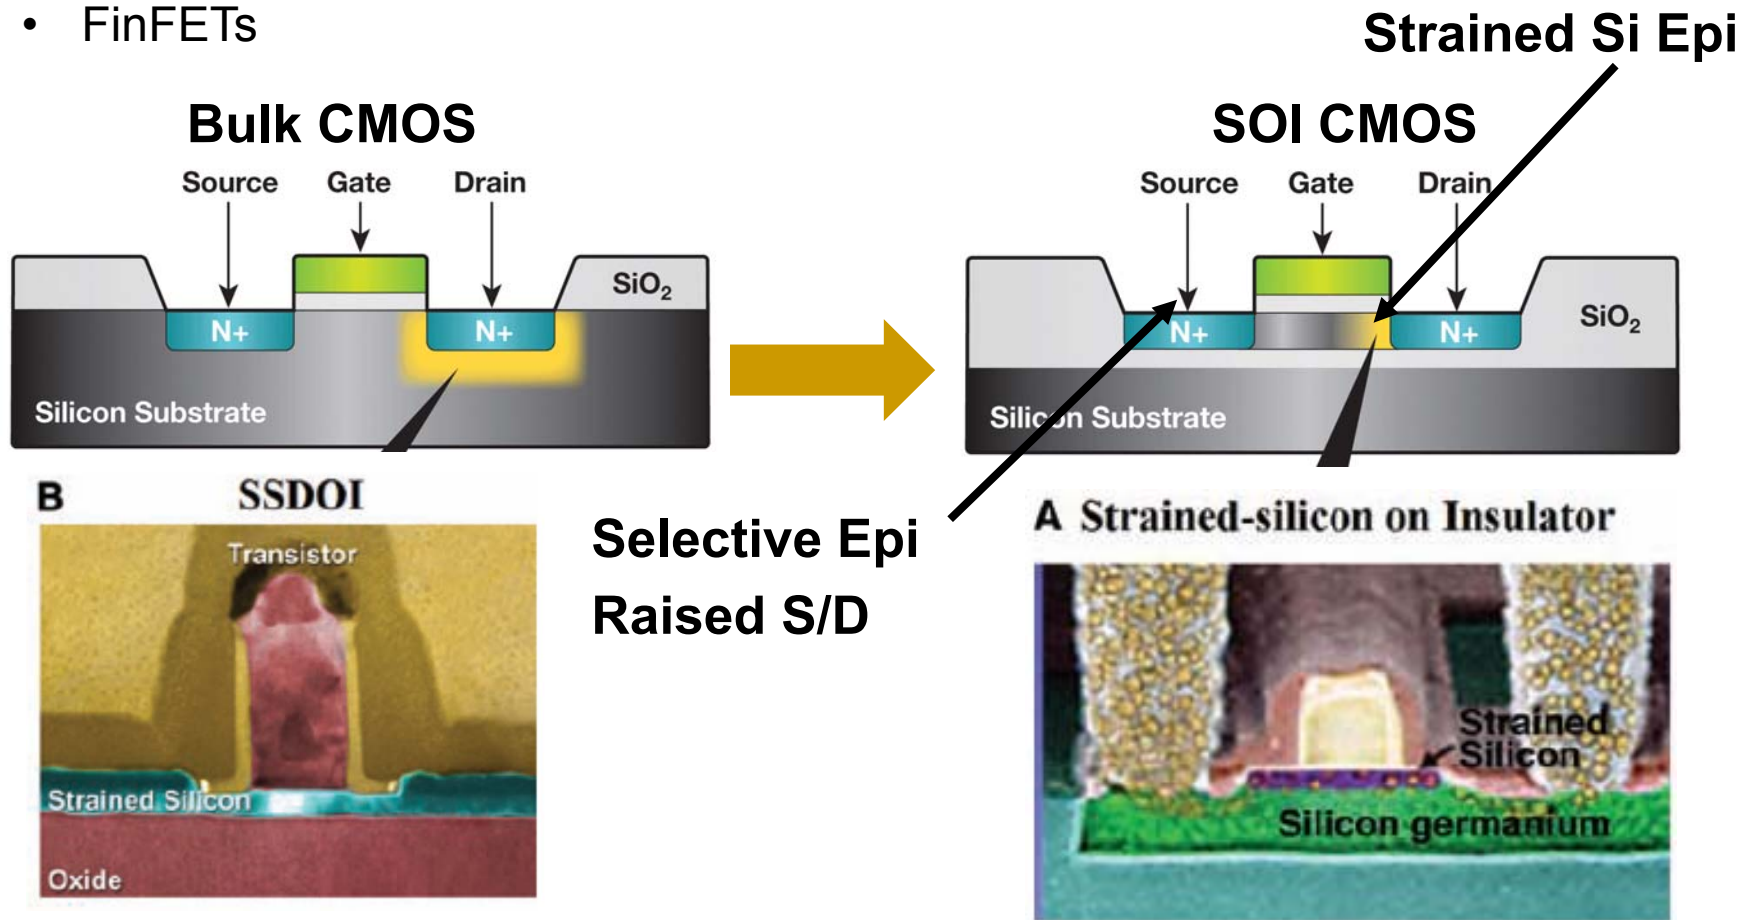 • FinFETs
Strained Si Epi
Bulk CMOS
Source Gate Drain
SiO₂
N+ N+
Silicon Substrate
SOI CMOS
Source Gate Drain
SiO₂
N+ N+
Silicon Substrate
B SSDOI
Transistor
Strained Silicon
Oxide
Selective Epi
Raised S/D
A Strained-silicon on Insulator
Strained
Silicon
Silicon germanium